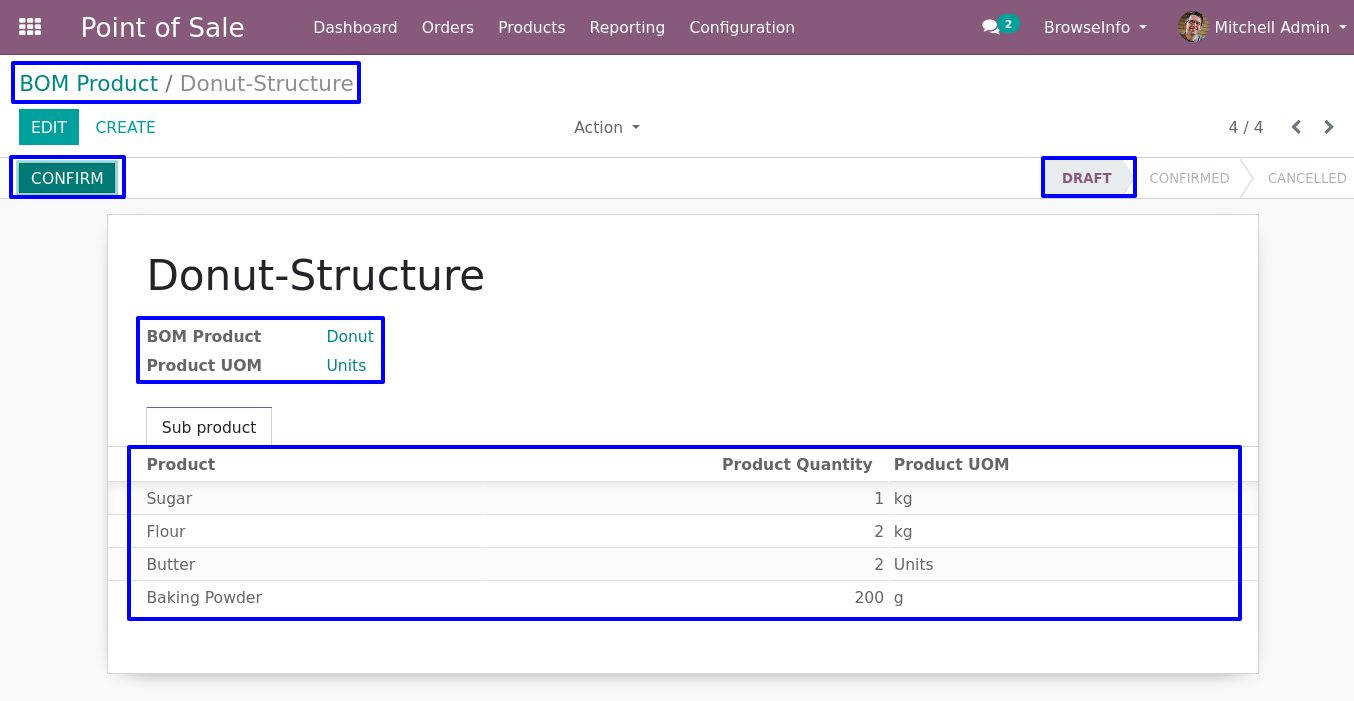 Point of Sale Dashboard Orders Products Reporting Configuration 2 BrowseInfo Mitchell Admin
BOM Product / Donut-Structure
EDIT CREATE Action 4 / 4
CONFIRM DRAFT CONFIRMED CANCELLED
Donut-Structure
BOM Product Donut
Product UOM Units
Sub product
Product Product Quantity Product UOM
Sugar 1 kg
Flour 2 kg
Butter 2 Units
Baking Powder 200 g